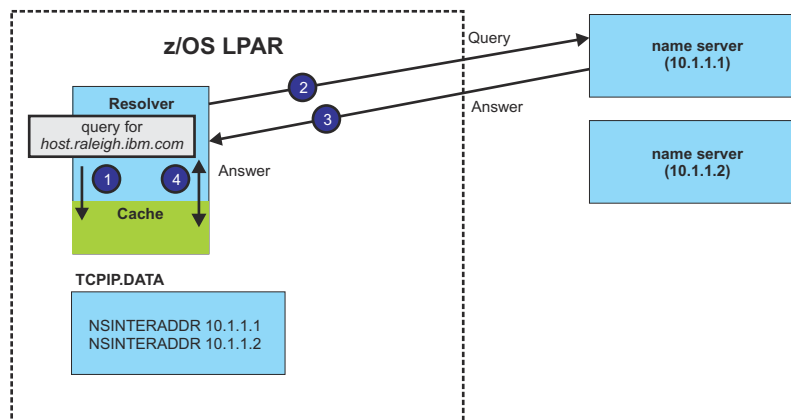 z/OS LPAR
Query
name server
(10.1.1.1)
Resolver
2
Answer
3
query for
host.raleigh.ibm.com
name server
(10.1.1.2)
1
4
Answer
Cache
TCPIP.DATA
NSINTERADDR 10.1.1.1
NSINTERADDR 10.1.1.2